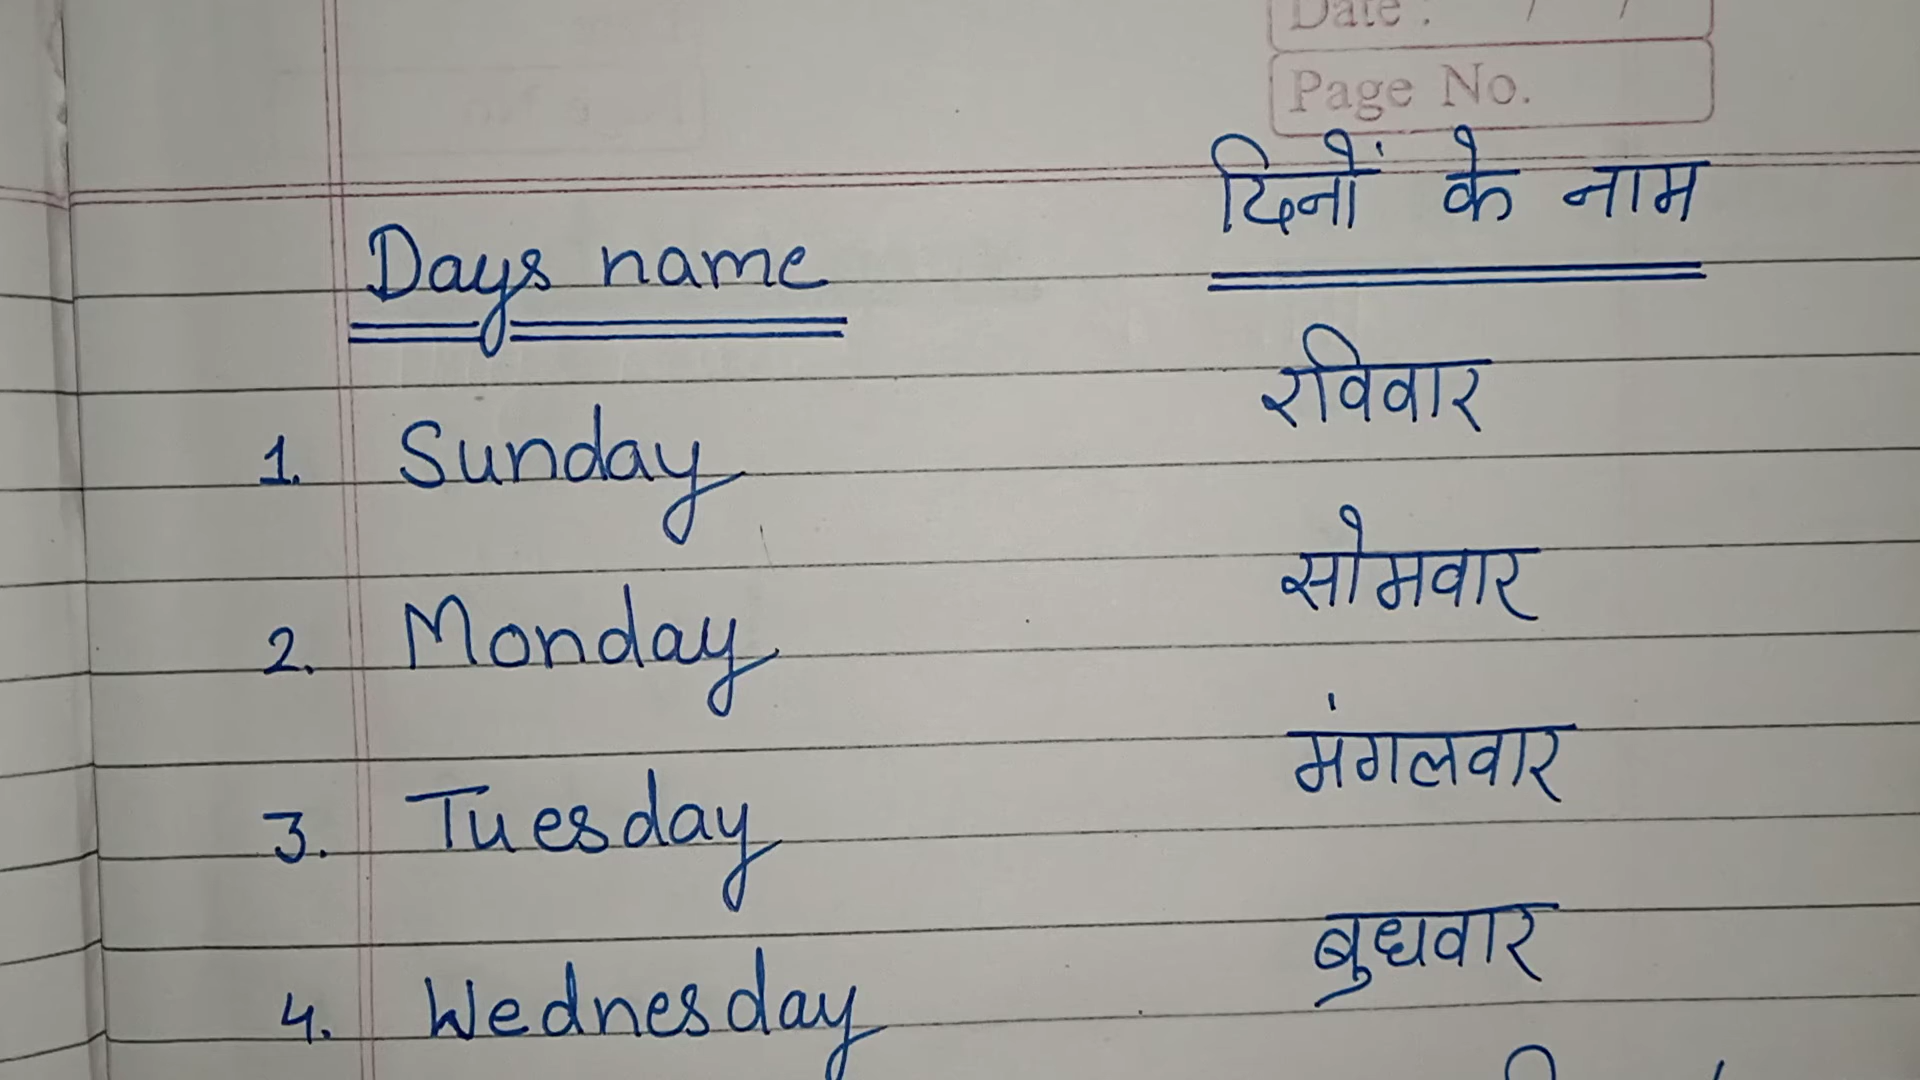 Date : / /
Page No.
दिनों के नाम
Days name
रविवार
1. Sunday
सोमवार
2. Monday
मंगलवार
3. Tuesday
बुधवार
4. Wednesday